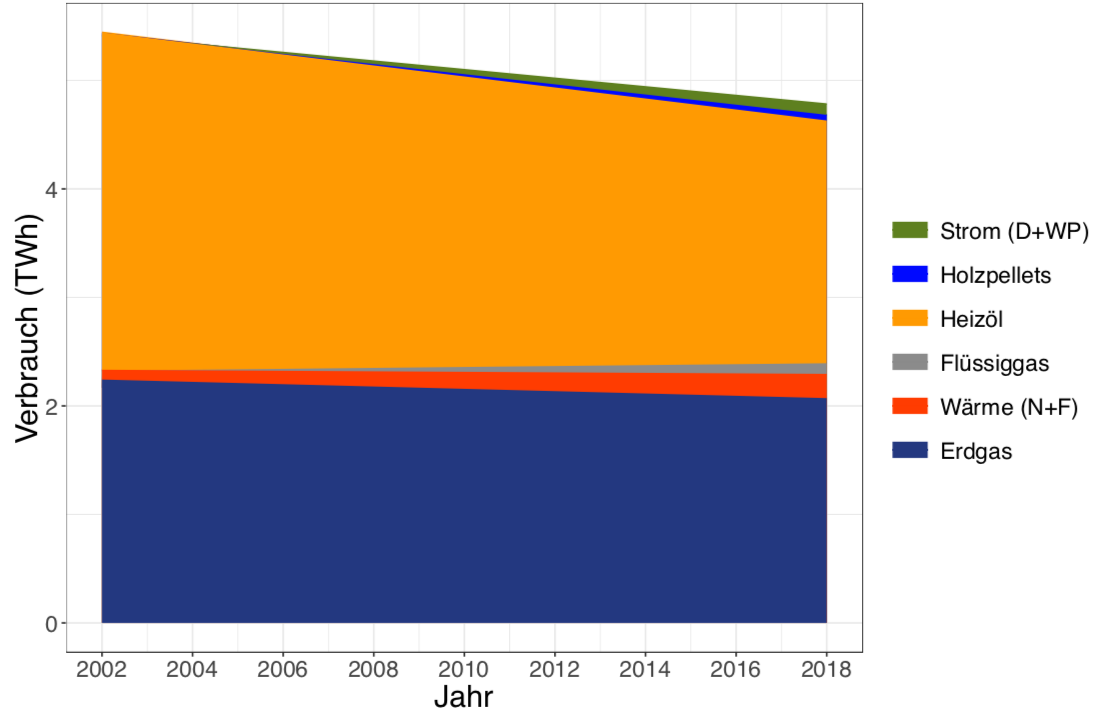 Verbrauch (TWh)
4
2
0
2002 2004 2006 2008 2010 2012 2014 2016 2018
Jahr
Strom (D+WP)
Holzpellets
Heizöl
Flüssiggas
Wärme (N+F)
Erdgas